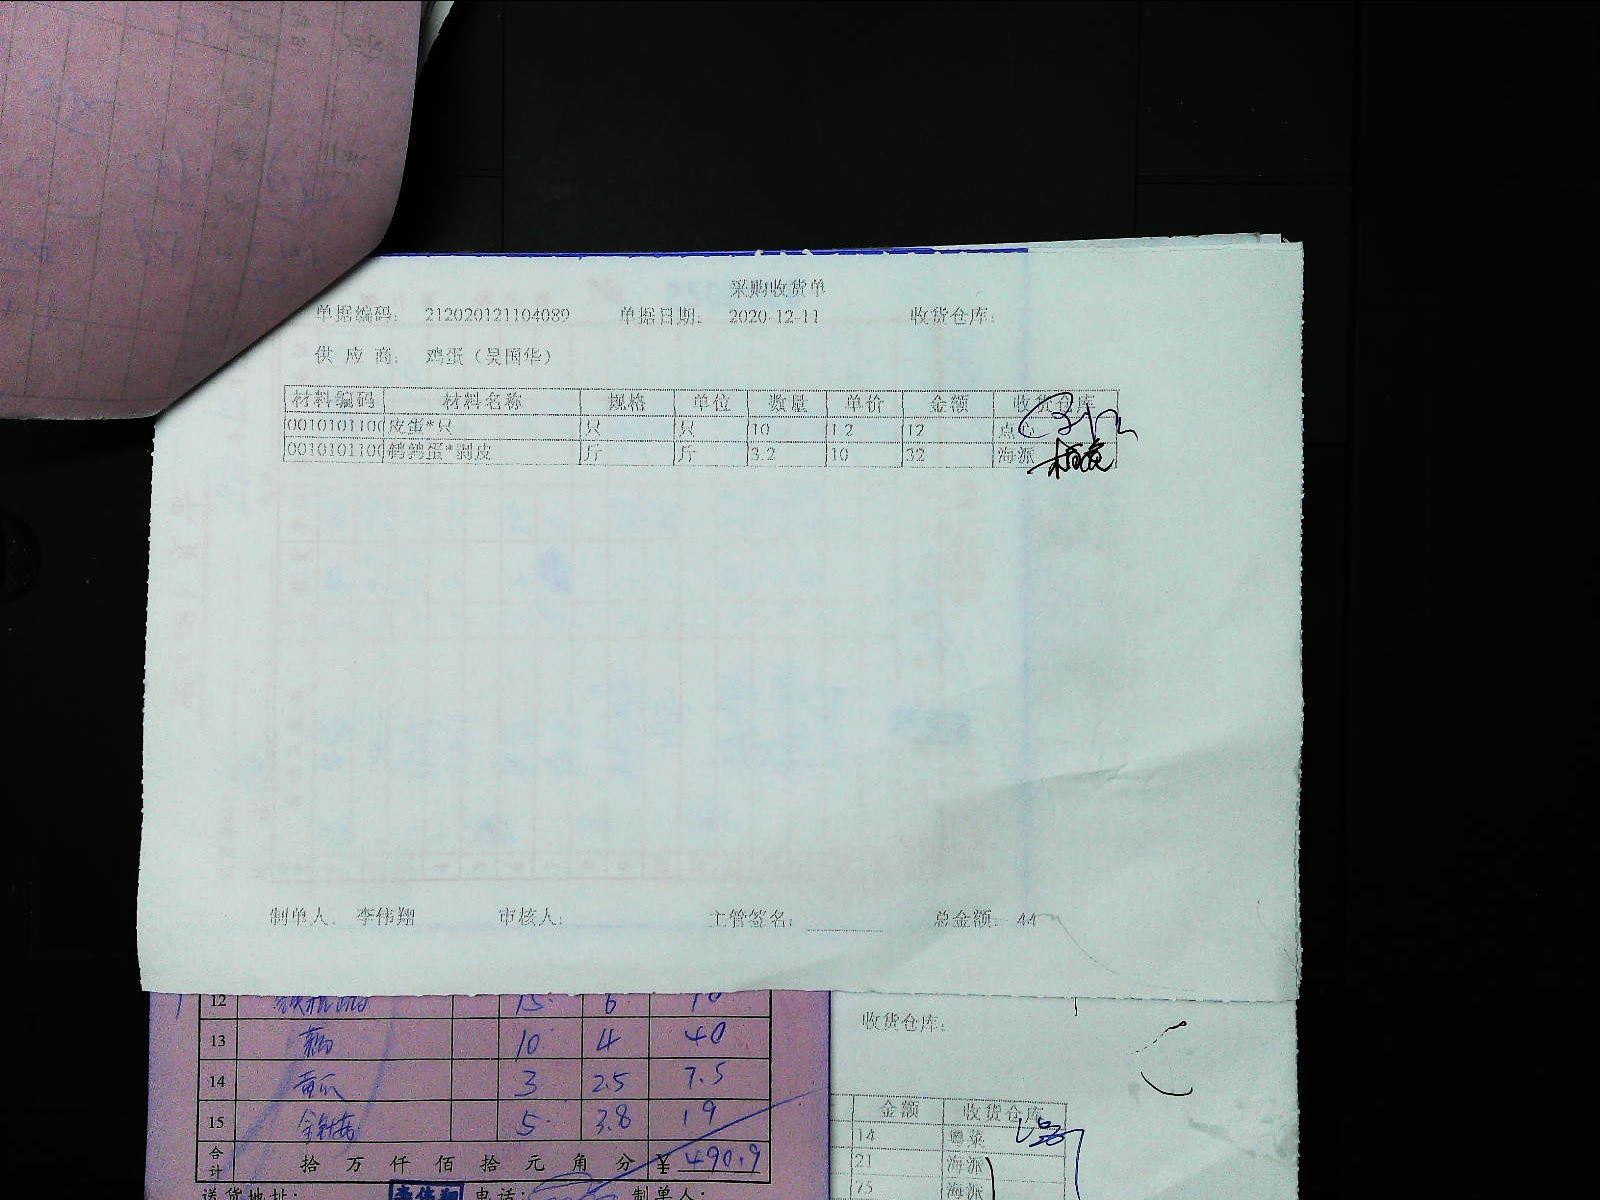 采购收货单
单据编码： 212020121104089 单据日期： 2020-12-11 收货仓库：
供 应 商： 鸡蛋（吴国华）
材料编码 材料名称 规格 单位 数量 单价 金额 收货仓库
0010101100 皮蛋*只 只 只 10 1.2 12 点心
0010101100 鹌鹑蛋*剥皮 斤 斤 3.2 10 32 海派
制单人： 李伟翔 审核人： 主管签名： 总金额： 44
12 15 6
13 10 4 40
14 黄瓜 3 2.5 7.5
15 5 3.8 19
合计 拾 万 仟 佰 拾 元 角 分 ¥ 490.9
送货地址： 李伟翔 电话： 制单人：
收货仓库：
金额 收货仓库
14 粤菜
21 海派
75 海派